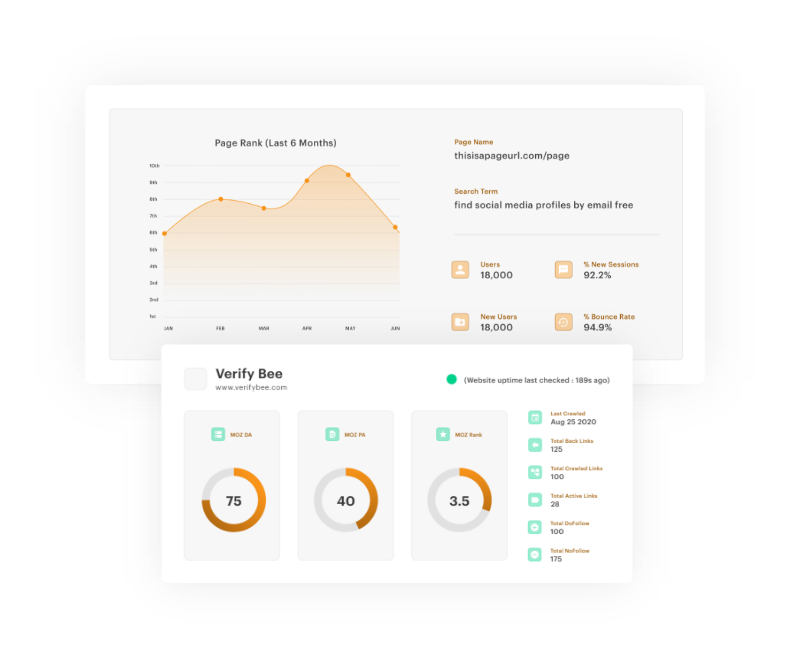 Page Rank (Last 6 Months)
10th
9th
8th
7th
6th
5th
4th
3rd
2nd
1st
JAN
FEB
MAR
APR
MAY
JUN
Page Name
thisisapageurl.com/page
Search Term
find social media profiles by email free
Users
18,000
% New Sessions
92.2%
New Users
18,000
% Bounce Rate
94.9%
Verify Bee
www.verifybee.com
(Website uptime last checked : 189s ago)
MOZ DA
75
MOZ PA
40
MOZ Rank
3.5
Last Crawled
Aug 25 2020
Total Back Links
125
Total Crawled Links
100
Total Active Links
28
Total DoFollow
100
Total NoFollow
175